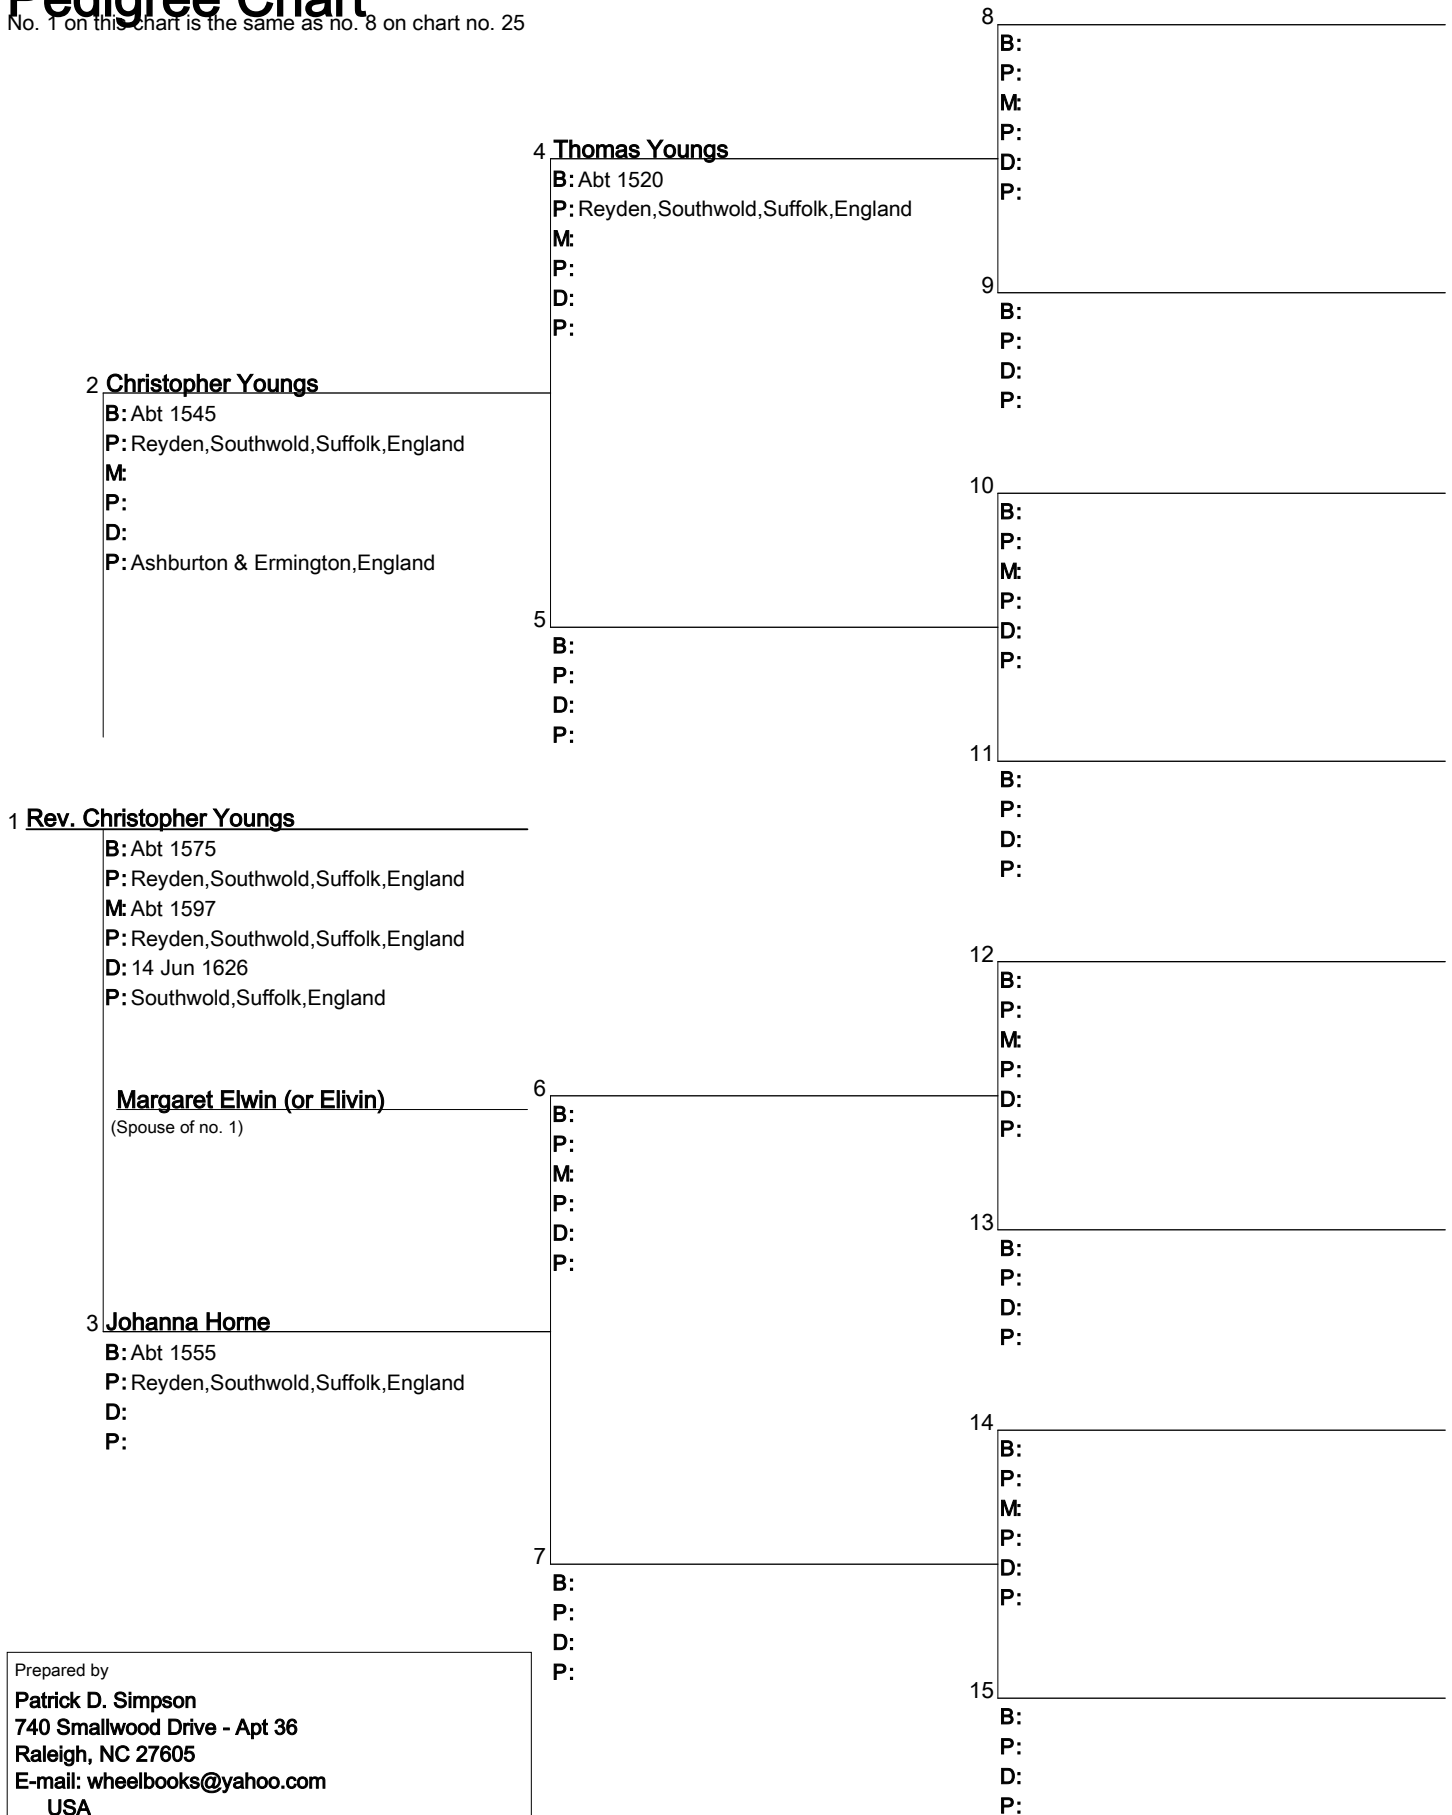 Pedigree Chart
No. 1 on this chart is the same as no. 8 on chart no. 25
8
B:
P:
M:
P:
D:
P:
4 Thomas Youngs
B: Abt 1520
P: Reyden,Southwold,Suffolk,England
M:
P:
D:
P:
9
B:
P:
D:
P:
2 Christopher Youngs
B: Abt 1545
P: Reyden,Southwold,Suffolk,England
M:
P:
D:
P: Ashburton & Ermington,England
10
B:
P:
M:
P:
D:
P:
5
B:
P:
D:
P:
11
B:
P:
D:
P:
1 Rev. Christopher Youngs
B: Abt 1575
P: Reyden,Southwold,Suffolk,England
M: Abt 1597
P: Reyden,Southwold,Suffolk,England
D: 14 Jun 1626
P: Southwold,Suffolk,England
12
B:
P:
M:
P:
D:
P:
Margaret Elwin (or Elivin)
(Spouse of no. 1)
6
B:
P:
M:
P:
D:
P:
13
B:
P:
D:
P:
3 Johanna Horne
B: Abt 1555
P: Reyden,Southwold,Suffolk,England
D:
P:
14
B:
P:
M:
P:
D:
P:
7
B:
P:
D:
P:
15
B:
P:
D:
P:
Prepared by
Patrick D. Simpson
740 Smallwood Drive - Apt 36
Raleigh, NC 27605
E-mail: wheelbooks@yahoo.com
USA